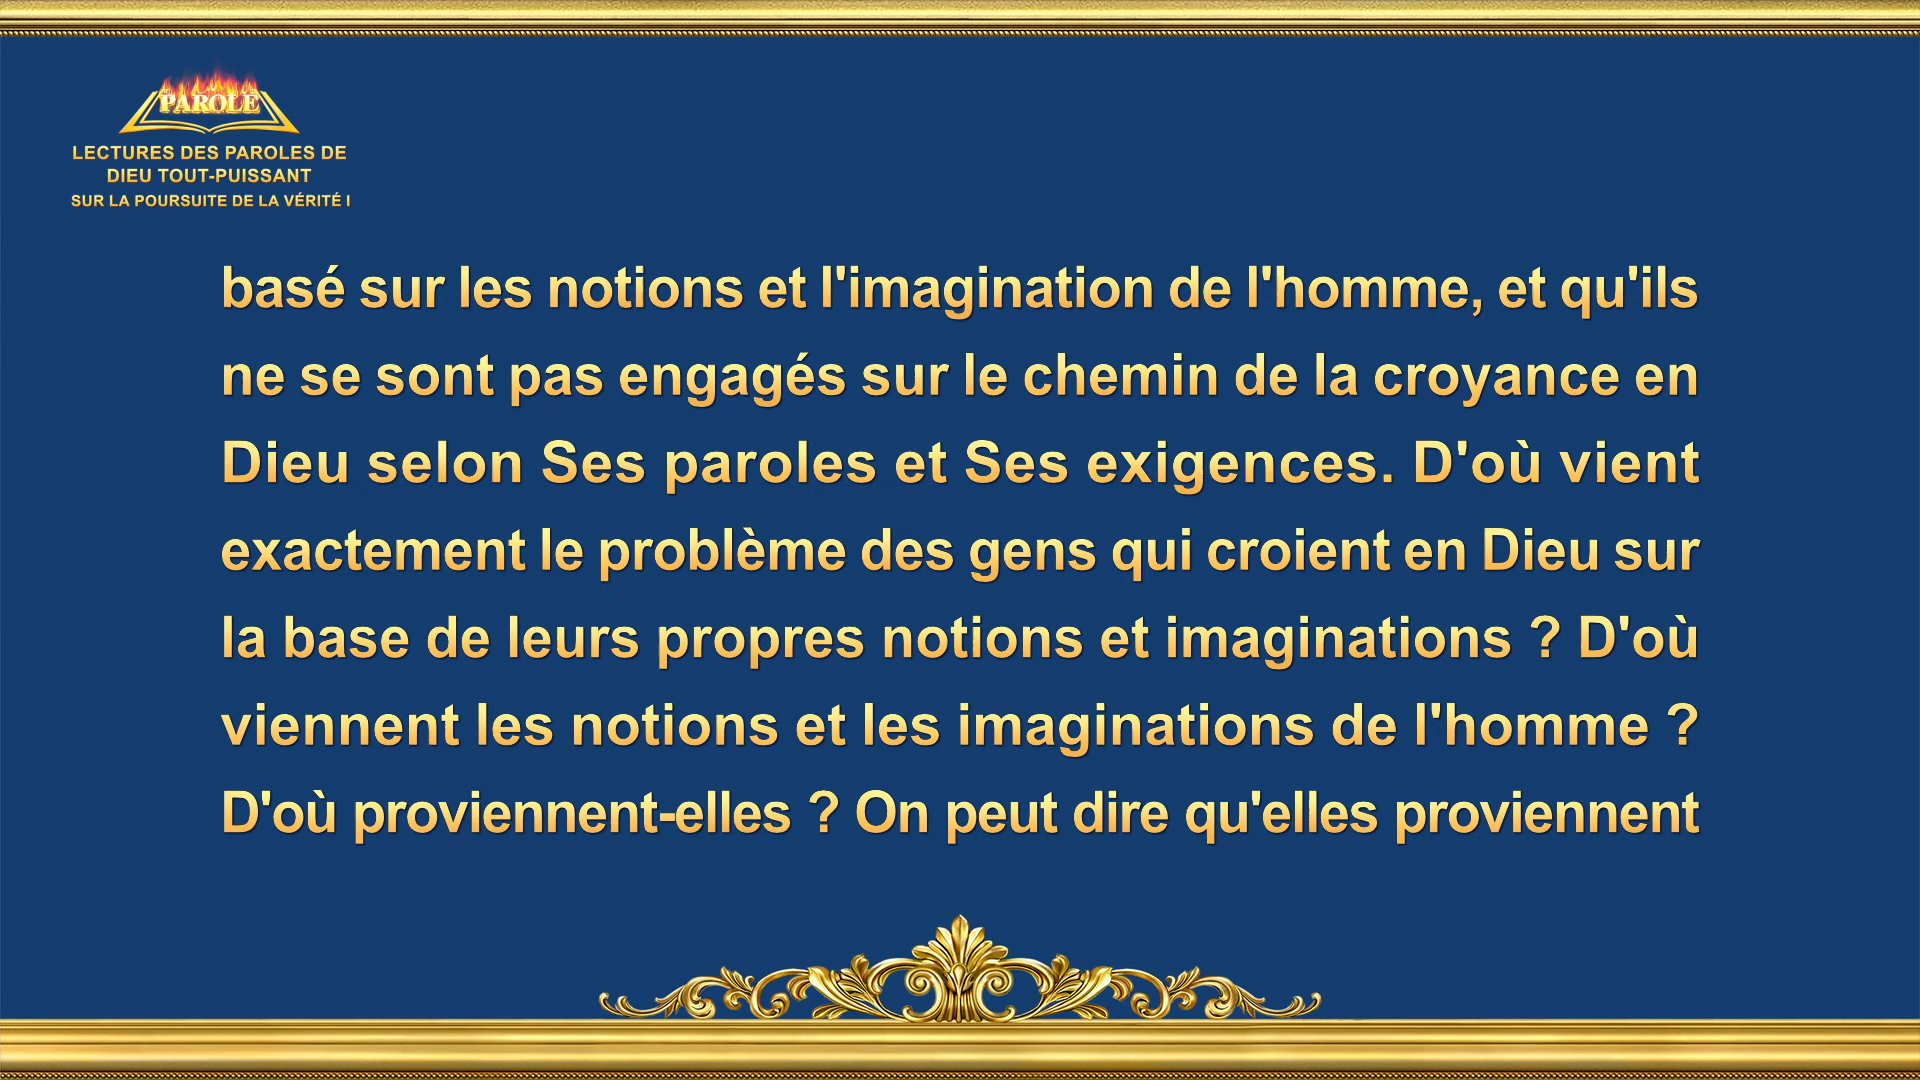 PAROLE
LECTURES DES PAROLES DE
DIEU TOUT-PUISSANT
SUR LA POURSUITE DE LA VÉRITÉ I
basé sur les notions et l'imagination de l'homme, et qu'ils
ne se sont pas engagés sur le chemin de la croyance en
Dieu selon Ses paroles et Ses exigences. D'où vient
exactement le problème des gens qui croient en Dieu sur
la base de leurs propres notions et imaginations ? D'où
viennent les notions et les imaginations de l'homme ?
D'où proviennent-elles ? On peut dire qu'elles proviennent